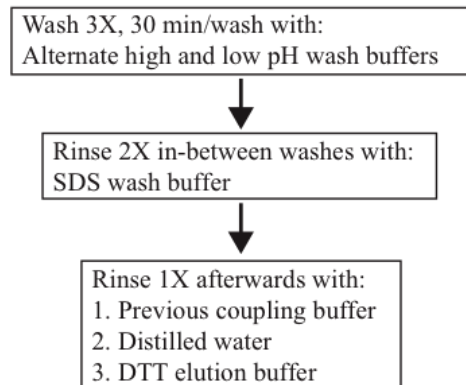 Wash 3X, 30 min/wash with:
Alternate high and low pH wash buffers
Rinse 2X in-between washes with:
SDS wash buffer
Rinse 1X afterwards with:
1. Previous coupling buffer
2. Distilled water
3. DTT elution buffer